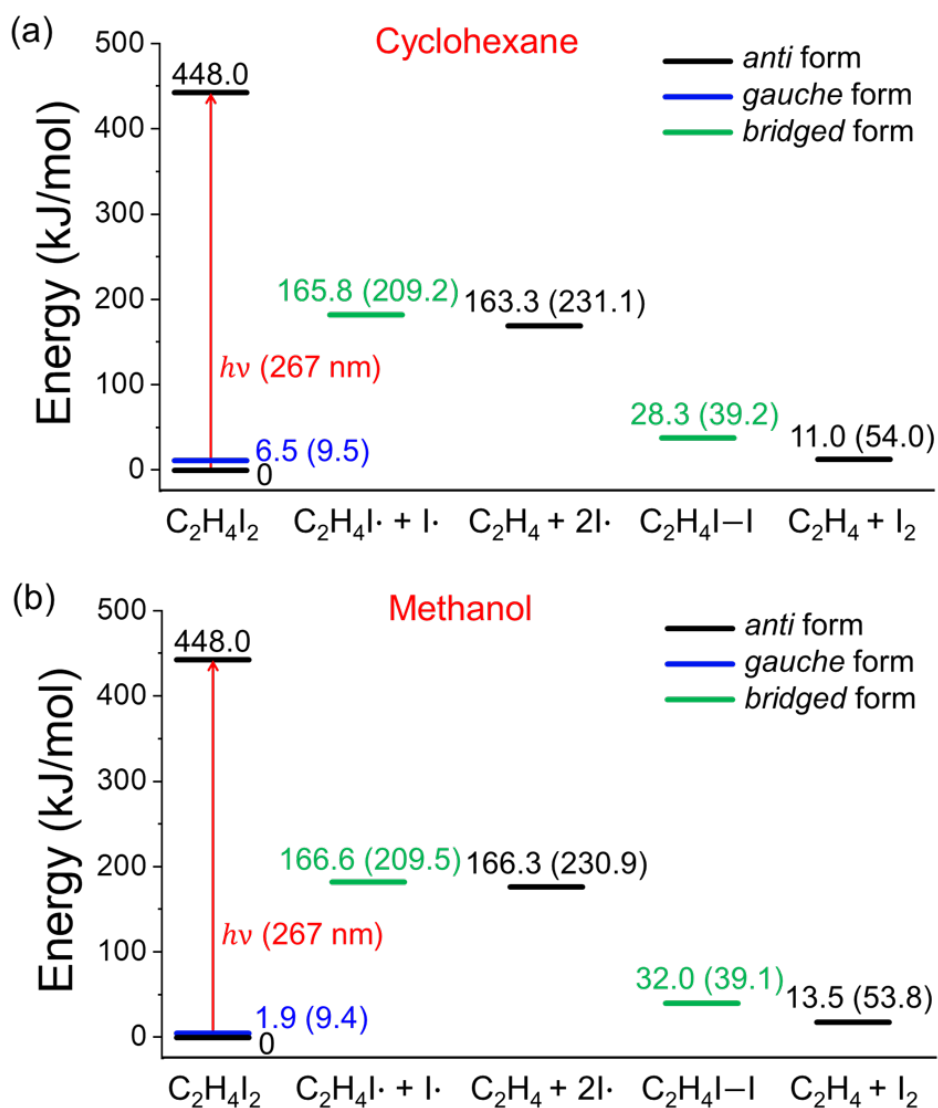 (a)
Cyclohexane
500
400
300
200
100
0
Energy (kJ/mol)
anti form
gauche form
bridged form
448.0
hν (267 nm)
6.5 (9.5)
0
165.8 (209.2)
163.3 (231.1)
28.3 (39.2)
11.0 (54.0)
C₂H₄I₂ C₂H₄I· + I· C₂H₄ + 2I· C₂H₄I–I C₂H₄ + I₂
(b)
Methanol
500
400
300
200
100
0
Energy (kJ/mol)
anti form
gauche form
bridged form
448.0
hν (267 nm)
1.9 (9.4)
0
166.6 (209.5)
166.3 (230.9)
32.0 (39.1)
13.5 (53.8)
C₂H₄I₂ C₂H₄I· + I· C₂H₄ + 2I· C₂H₄I–I C₂H₄ + I₂